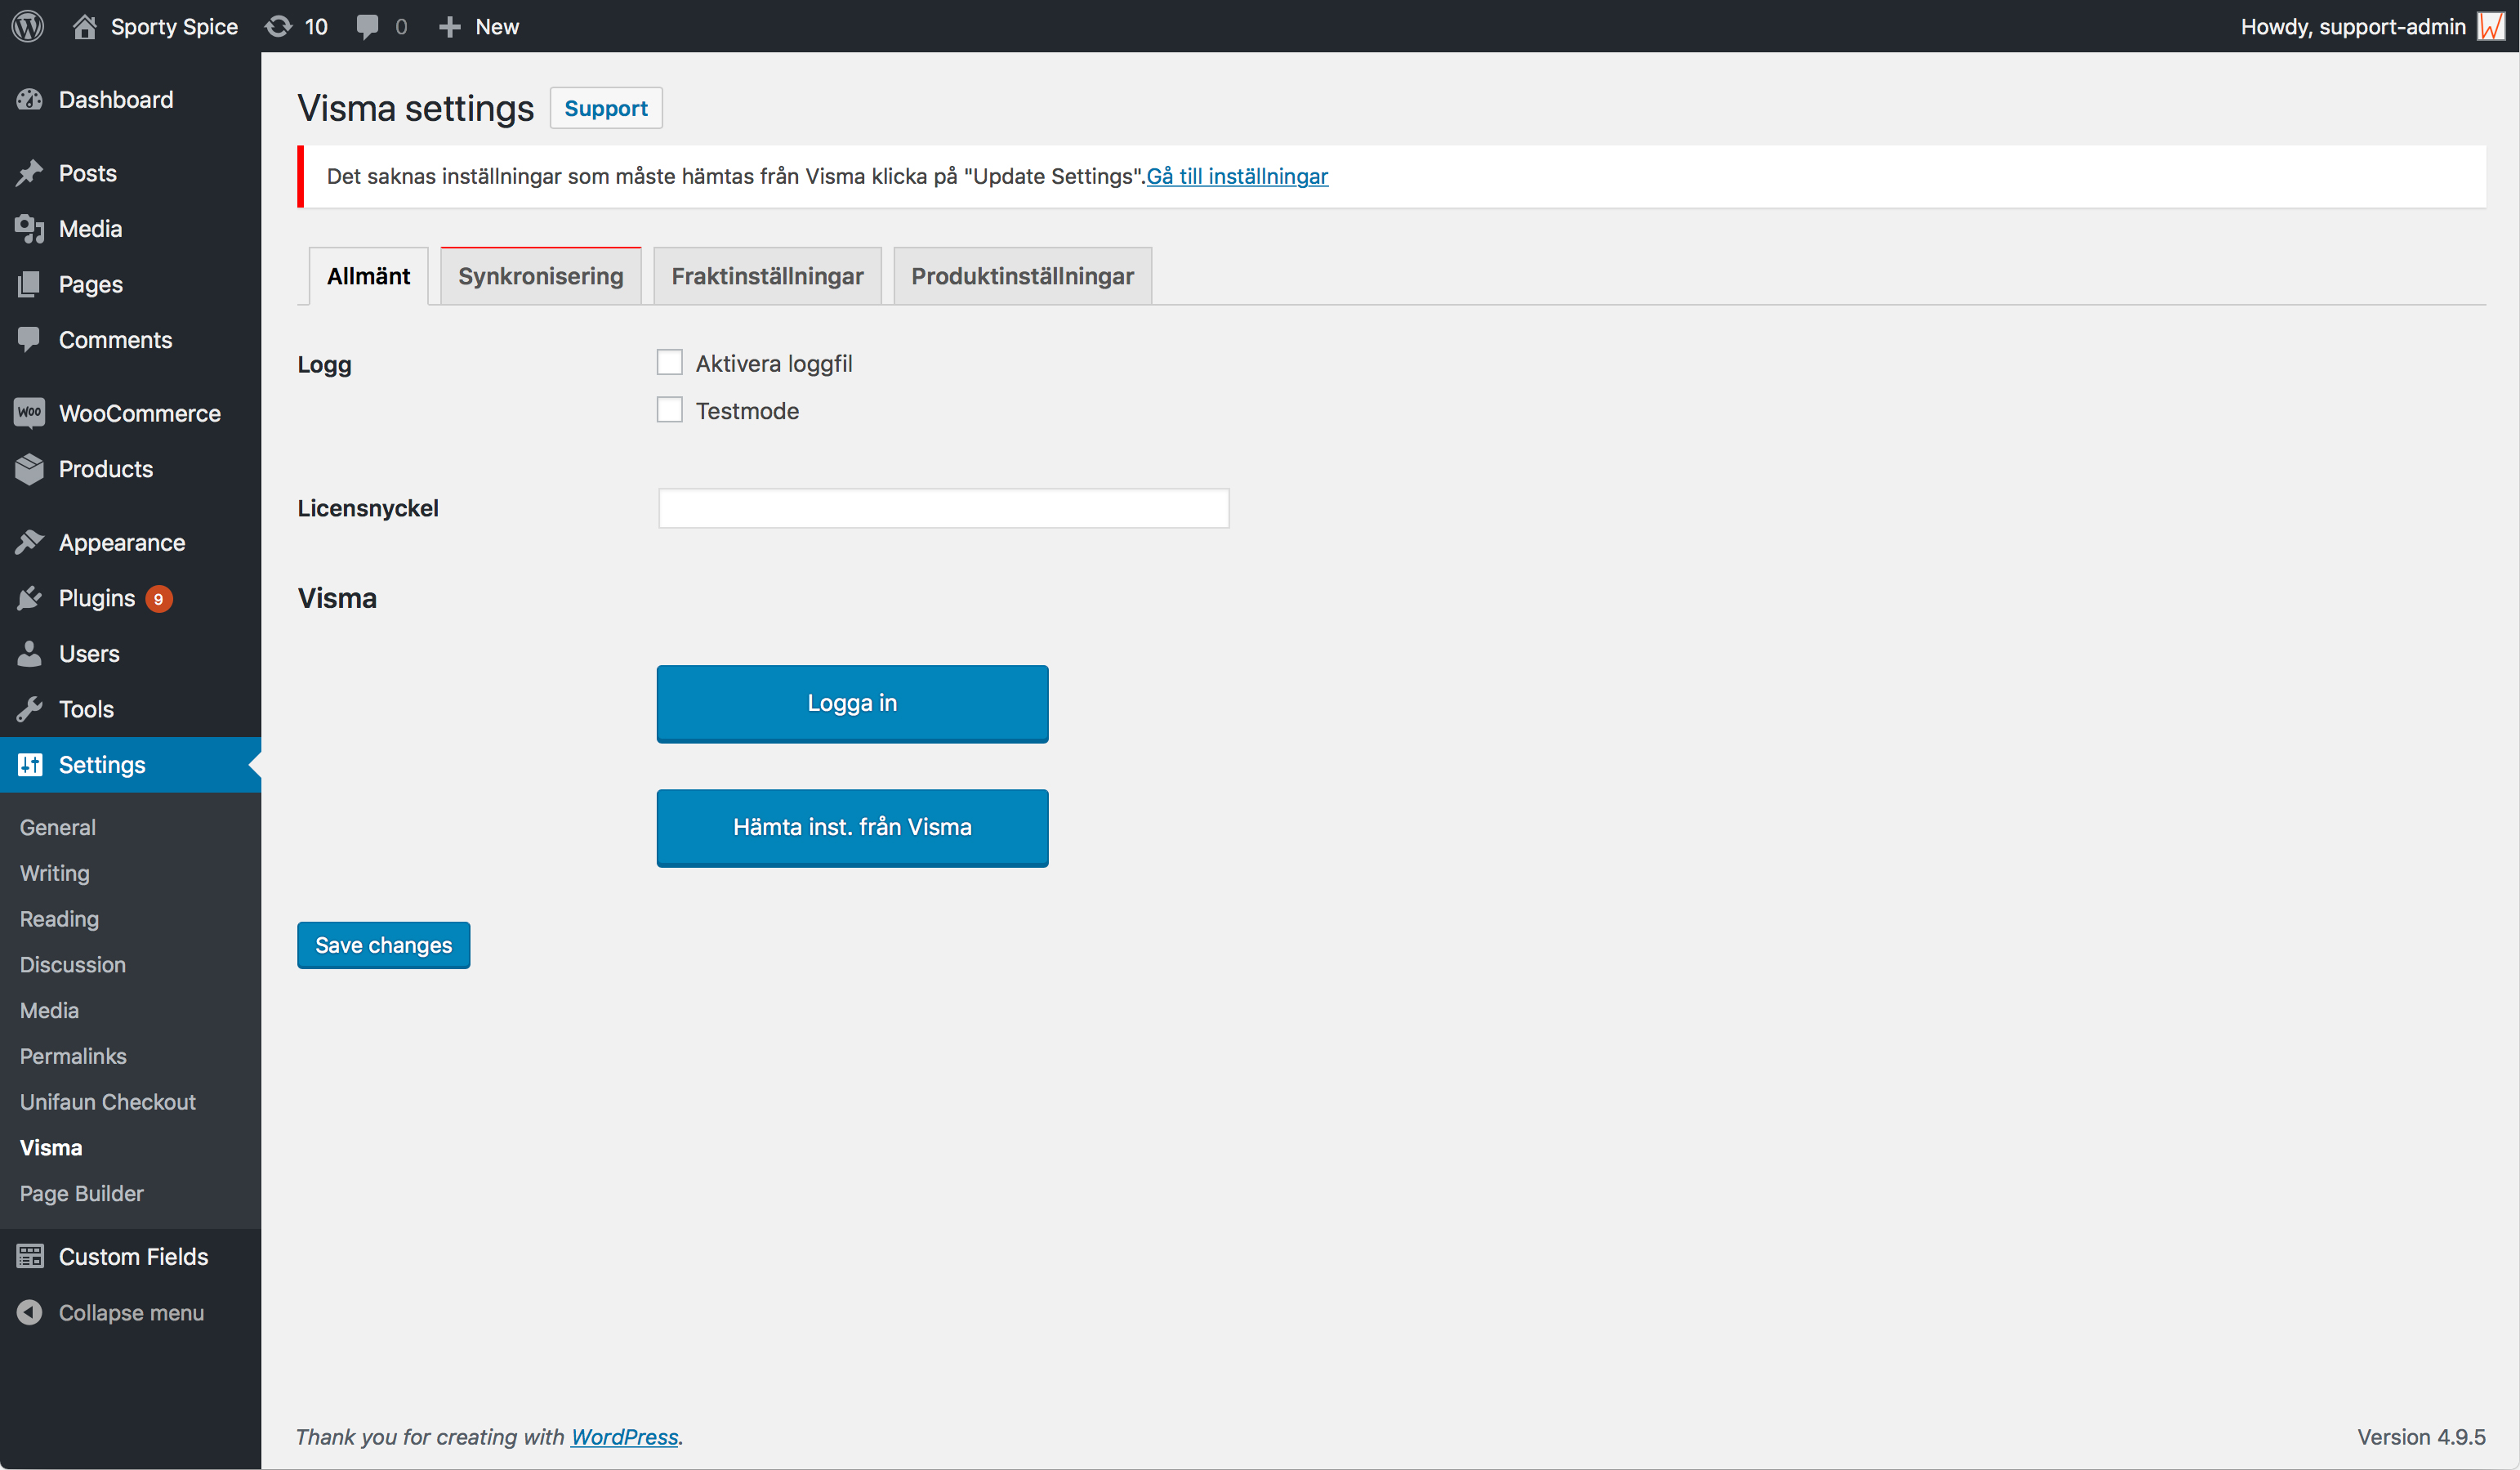 Sporty Spice 10 0 New Howdy, support-admin
Dashboard
Posts
Media
Pages
Comments
WOO WooCommerce
Products
Appearance
Plugins 9
Users
Tools
Settings
General
Writing
Reading
Discussion
Media
Permalinks
Unifaun Checkout
Visma
Page Builder
Custom Fields
Collapse menu
Visma settings Support
Det saknas inställningar som måste hämtas från Visma klicka på "Update Settings".Gå till inställningar
Allmänt Synkronisering Fraktinställningar Produktinställningar
Logg Aktivera loggfil
Testmode
Licensnyckel
Visma
Logga in
Hämta inst. från Visma
Save changes
Thank you for creating with WordPress. Version 4.9.5